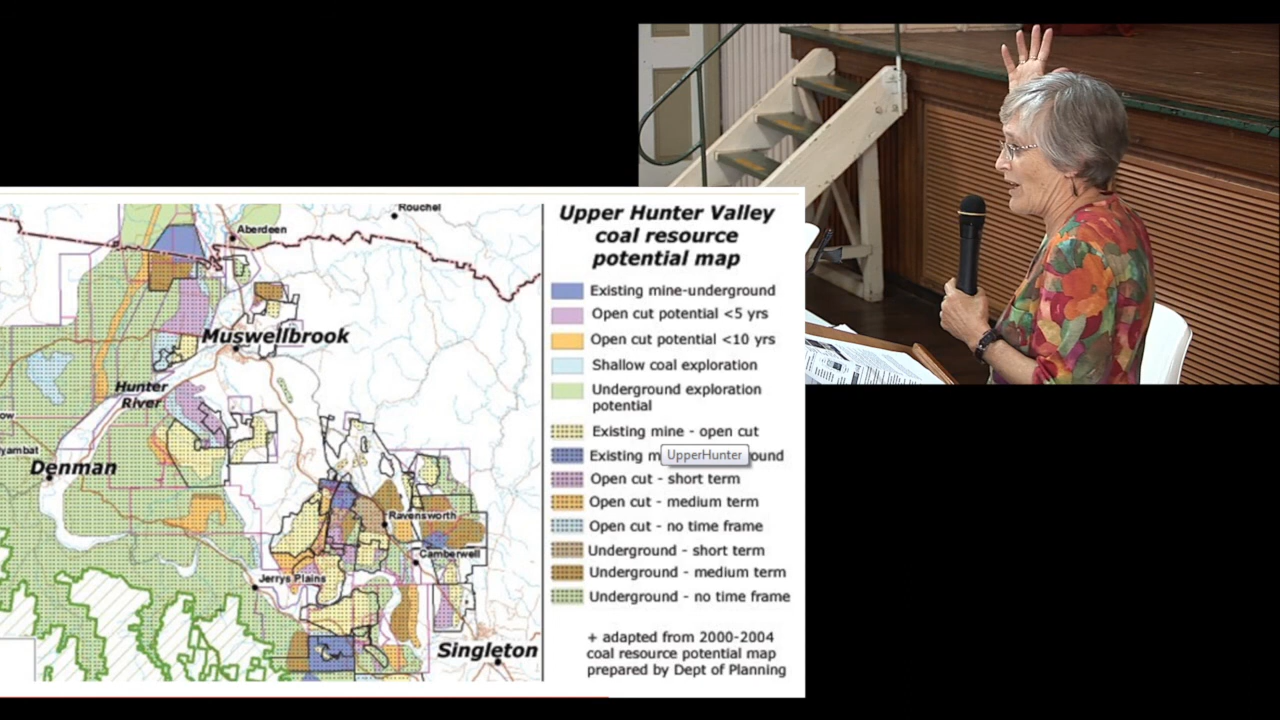 Rouchel
Aberdeen
Muswellbrook
Hunter
River
ow
yambat
Denman
Ravensworth
Camberwell
Jerrys Plains
Singleton
Upper Hunter Valley
coal resource
potential map
Existing mine-underground
Open cut potential <5 yrs
Open cut potential <10 yrs
Shallow coal exploration
Underground exploration
potential
Existing mine - open cut
Existing m ound
UpperHunter
Open cut - short term
Open cut - medium term
Open cut - no time frame
Underground - short term
Underground - medium term
Underground - no time frame
+ adapted from 2000-2004
coal resource potential map
prepared by Dept of Planning